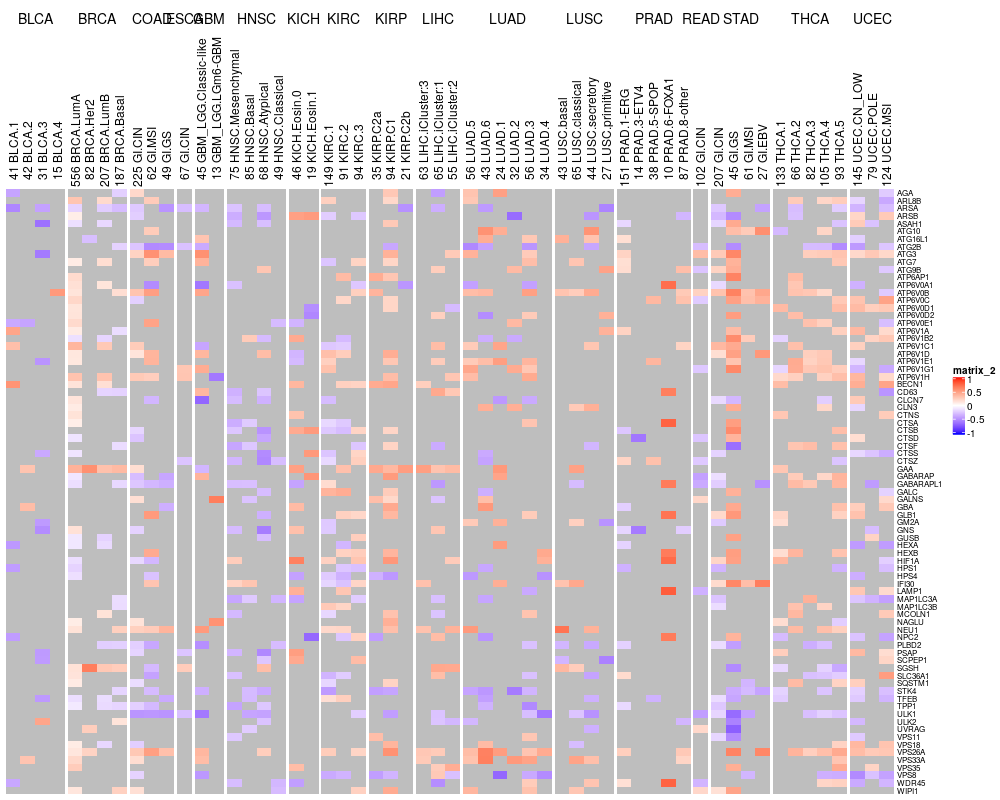 BLCA BRCA COAD ESCA GBM HNSC KICH KIRC KIRP LIHC LUAD LUSC PRAD READ STAD THCA UCEC
41 BLCA.1
42 BLCA.2
31 BLCA.3
15 BLCA.4
556 BRCA.LumA
82 BRCA.Her2
207 BRCA.LumB
187 BRCA.Basal
225 GI.CIN
62 GI.MSI
49 GI.GS
67 GI.CIN
45 GBM_LGG.Classic-like
13 GBM_LGG.LGm6-GBM
75 HNSC.Mesenchymal
85 HNSC.Basal
68 HNSC.Atypical
49 HNSC.Classical
46 KICH.Eosin.0
19 KICH.Eosin.1
149 KIRC.1
91 KIRC.2
94 KIRC.3
35 KIRP.C2a
94 KIRP.C1
21 KIRP.C2b
63 LIHC.iCluster:3
65 LIHC.iCluster:1
55 LIHC.iCluster:2
56 LUAD.5
43 LUAD.6
24 LUAD.1
32 LUAD.2
56 LUAD.3
34 LUAD.4
43 LUSC.basal
65 LUSC.classical
44 LUSC.secretory
27 LUSC.primitive
151 PRAD.1-ERG
14 PRAD.3-ETV4
38 PRAD.5-SPOP
10 PRAD.6-FOXA1
87 PRAD.8-other
102 GI.CIN
207 GI.CIN
45 GI.GS
61 GI.MSI
27 GI.EBV
133 THCA.1
66 THCA.2
82 THCA.3
105 THCA.4
93 THCA.5
145 UCEC.CN_LOW
79 UCEC.POLE
124 UCEC.MSI
AGA
ARL8B
ARSA
ARSB
ASAH1
ATG10
ATG16L1
ATG2B
ATG3
ATG7
ATG9B
ATP6AP1
ATP6V0A1
ATP6V0B
ATP6V0C
ATP6V0D1
ATP6V0D2
ATP6V0E1
ATP6V1A
ATP6V1B2
ATP6V1C1
ATP6V1D
ATP6V1E1
ATP6V1G1
ATP6V1H
BECN1
CD63
CLCN7
CLN3
CTNS
CTSA
CTSB
CTSD
CTSF
CTSS
CTSZ
GAA
GABARAP
GABARAPL1
GALC
GALNS
GBA
GLB1
GM2A
GNS
GUSB
HEXA
HEXB
HIF1A
HPS1
HPS4
IFI30
LAMP1
MAP1LC3A
MAP1LC3B
MCOLN1
NAGLU
NEU1
NPC2
PLBD2
PSAP
SCPEP1
SGSH
SLC36A1
SQSTM1
STK4
TFEB
TPP1
ULK1
ULK2
UVRAG
VPS11
VPS18
VPS26A
VPS33A
VPS35
VPS8
WDR45
WIPI1
matrix_2
1
0.5
0
-0.5
-1